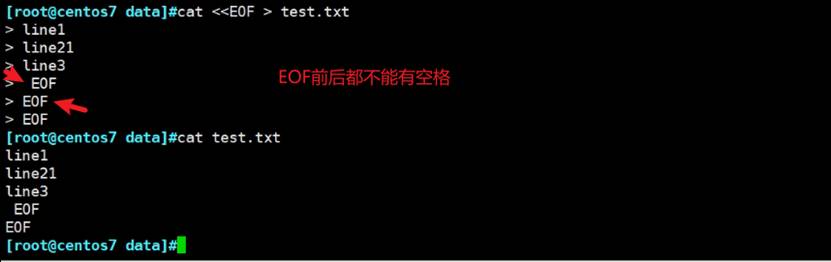 [root@centos7 data]#cat <<EOF > test.txt
> line1
> line21
> line3
>  EOF
EOF前后都不能有空格
> EOF
> EOF
[root@centos7 data]#cat test.txt
line1
line21
line3
 EOF
EOF
[root@centos7 data]#